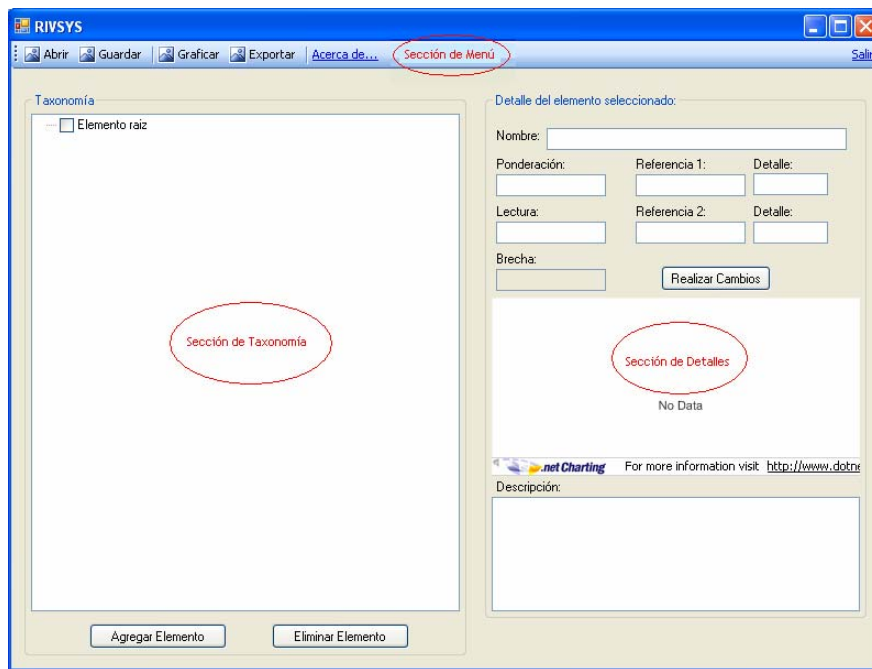 RIVSYS
Abrir Guardar Graficar Exportar Acerca de... Sección de Menú Salir
Taxonomía
Elemento raiz
Sección de Taxonomía
Agregar Elemento Eliminar Elemento
Detalle del elemento seleccionado:
Nombre:
Ponderación: Referencia 1: Detalle:
Lectura: Referencia 2: Detalle:
Brecha:
Realizar Cambios
Sección de Detalles
No Data
.net Charting For more information visit http://www.dotne
Descripción: